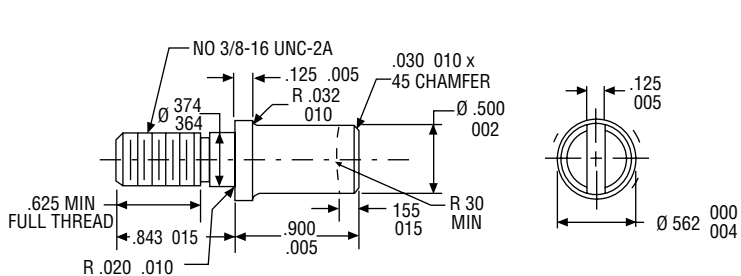 NO 3/8-16 UNC-2A
.125 .005
.030 010 x
45 CHAMFER
R .032
010
Ø 374
364
Ø .500
002
.125
005
.625 MIN
FULL THREAD
.843 015
.900
.005
155
015
R 30
MIN
Ø 562 000
004
R .020 .010